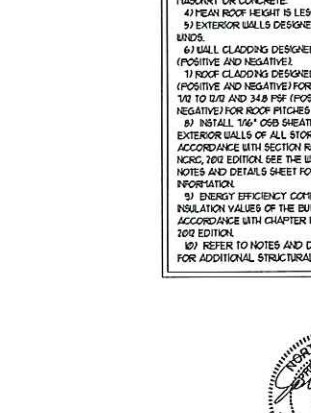 MASONRY OR CONCRETE.
4) MEAN ROOF HEIGHT IS LES
5) EXTERIOR WALLS DESIGNE
WINDS.
6) WALL CLADDING DESIGNE
(POSITIVE AND NEGATIVE).
7) ROOF CLADDING DESIGNE
(POSITIVE AND NEGATIVE) FOR
7/12 TO 12/12 AND 34.8 PSF (POS
NEGATIVE) FOR ROOF PITCHES
8) INSTALL 7/16" OSB SHEATH
EXTERIOR WALLS OF ALL STOR
ACCORDANCE WITH SECTION R
NCRC, 2012 EDITION. SEE THE W
NOTES AND DETAILS SHEET FO
INFORMATION.
9) ENERGY EFFICIENCY COMP
INSULATION VALUES OF THE BU
ACCORDANCE WITH CHAPTER
2012 EDITION.
10) REFER TO NOTES AND D
FOR ADDITIONAL STRUCTURAL
NORT